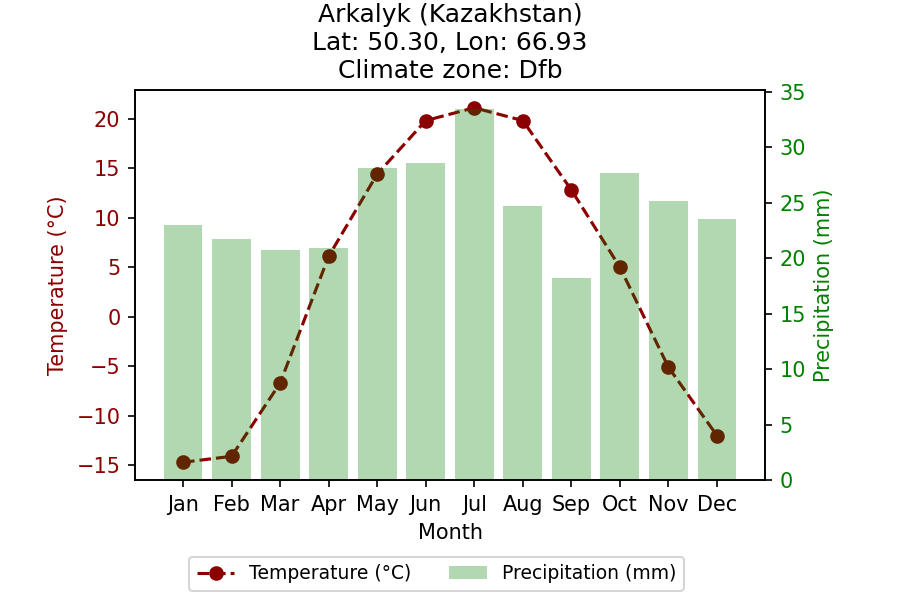 Arkalyk (Kazakhstan)
Lat: 50.30, Lon: 66.93
Climate zone: Dfb
Temperature (°C)
20
15
10
5
0
−5
−10
−15
35
30
25
20
15
10
5
0
Precipitation (mm)
Jan Feb Mar Apr May Jun Jul Aug Sep Oct Nov Dec
Month
Temperature (°C) Precipitation (mm)